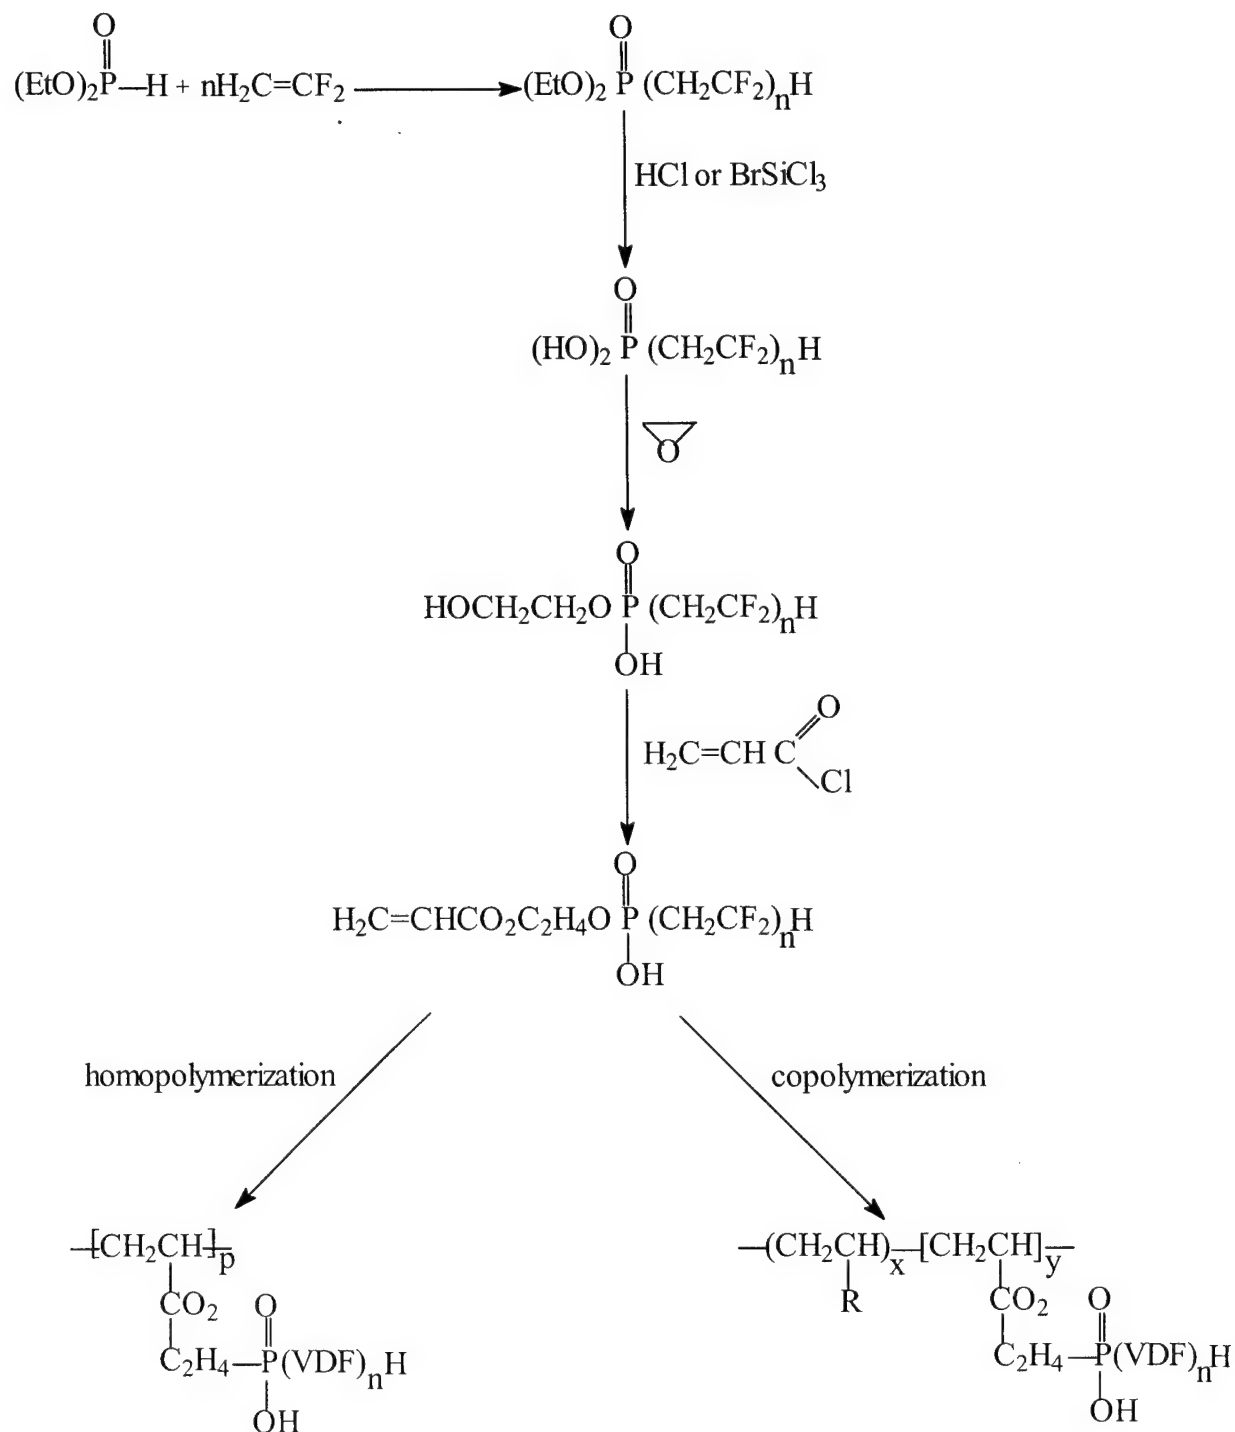 O
(EtO)₂P—H + nH₂C=CF₂
O
(EtO)₂ P (CH₂CF₂)ₙH
HCl or BrSiCl₃
O
(HO)₂ P (CH₂CF₂)ₙH
O
O
HOCH₂CH₂O P (CH₂CF₂)ₙH
OH
O
H₂C=CH C
Cl
O
H₂C=CHCO₂C₂H₄O P (CH₂CF₂)ₙH
OH
homopolymerization
copolymerization
—[CH₂CH]ₚ—
CO₂
O
C₂H₄—P(VDF)ₙH
OH
—(CH₂CH)ₓ—[CH₂CH]y—
R
CO₂
O
C₂H₄—P(VDF)ₙH
OH